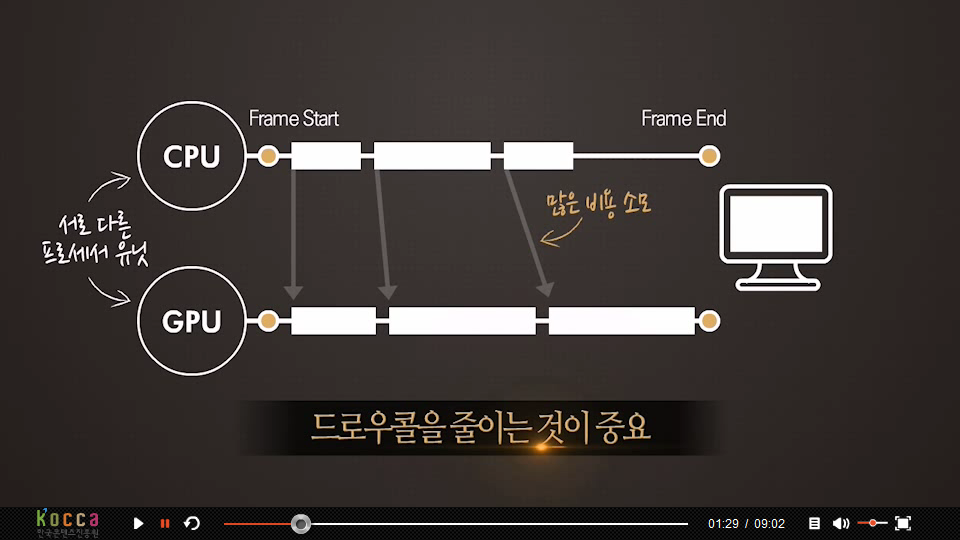 Frame Start
Frame End
CPU
많은 비용 소모
서로 다른
프로세서 유닛
GPU
드로우콜을 줄이는 것이 중요
Kocca
한국콘텐츠진흥원
01:29 / 09:02